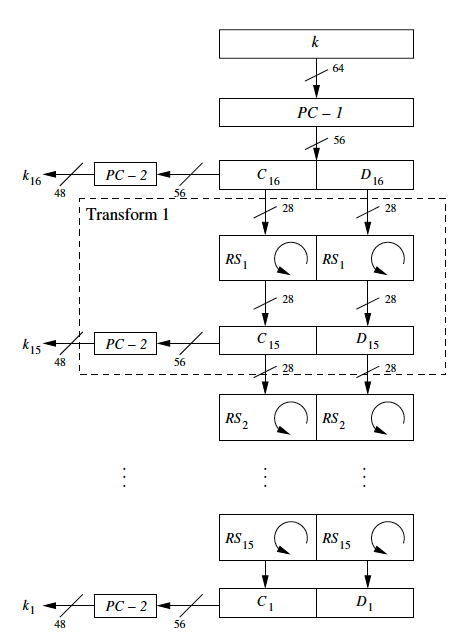 k
64
PC – 1
56
k16 48 PC – 2 56 C16 D16
28 28
Transform 1
RS1 RS1
28 28
k15 48 PC – 2 56 C15 D15
28 28
RS2 RS2
⋮ ⋮ ⋮
RS15 RS15
k1 48 PC – 2 56 C1 D1